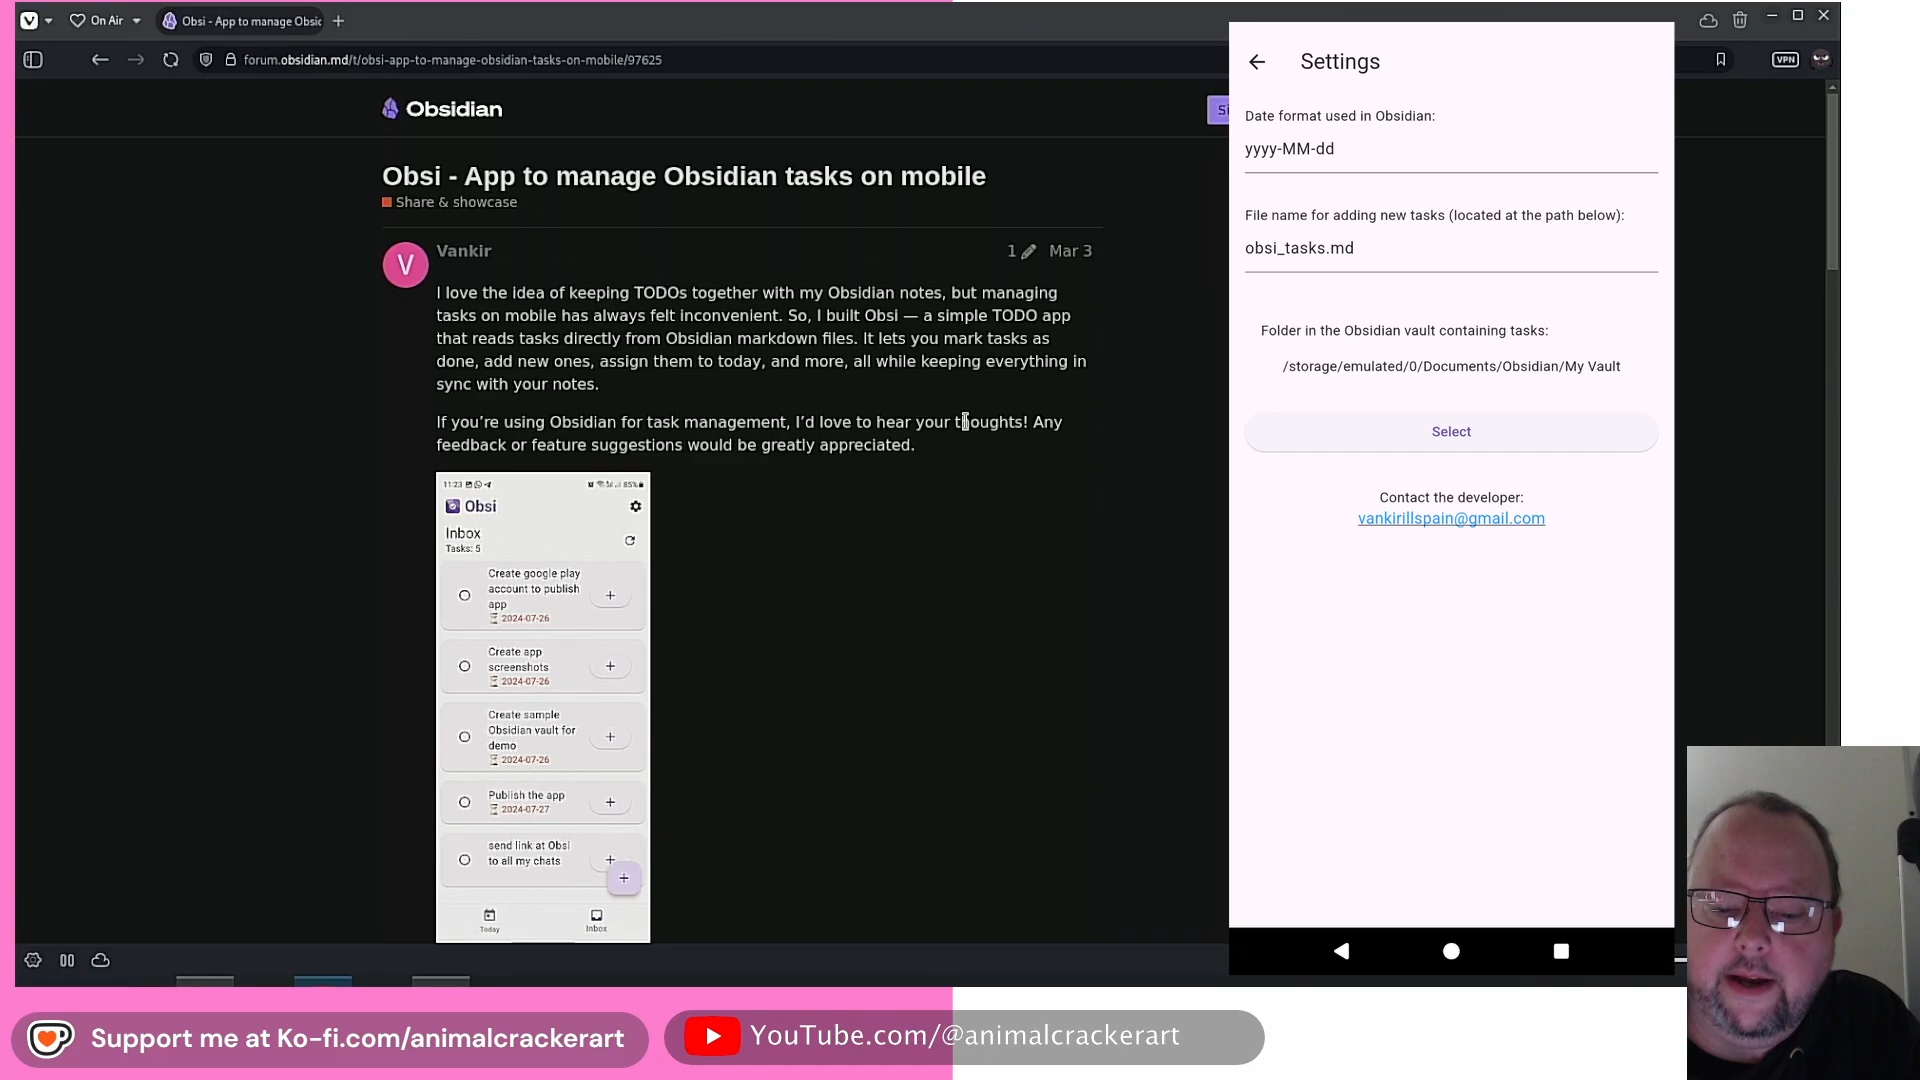 On Air
Obsi - App to manage Obsic
forum.obsidian.md/t/obsi-app-to-manage-obsidian-tasks-on-mobile/97625
VPN
Obsidian
Si
Obsi - App to manage Obsidian tasks on mobile
Share & showcase
V
Vankir
1
Mar 3
I love the idea of keeping TODOs together with my Obsidian notes, but managing
tasks on mobile has always felt inconvenient. So, I built Obsi — a simple TODO app
that reads tasks directly from Obsidian markdown files. It lets you mark tasks as
done, add new ones, assign them to today, and more, all while keeping everything in
sync with your notes.
If you’re using Obsidian for task management, I’d love to hear your thoughts! Any
feedback or feature suggestions would be greatly appreciated.
11:23
85%
Obsi
Inbox
Tasks: 5
Create google play
account to publish
app
2024-07-26
Create app
screenshots
2024-07-26
Create sample
Obsidian vault for
demo
2024-07-26
Publish the app
2024-07-27
send link at Obsi
to all my chats
Today
Inbox
Settings
Date format used in Obsidian:
yyyy-MM-dd
File name for adding new tasks (located at the path below):
obsi_tasks.md
Folder in the Obsidian vault containing tasks:
/storage/emulated/0/Documents/Obsidian/My Vault
Select
Contact the developer:
vankirillspain@gmail.com
Support me at Ko-fi.com/animalcrackerart
YouTube.com/@animalcrackerart